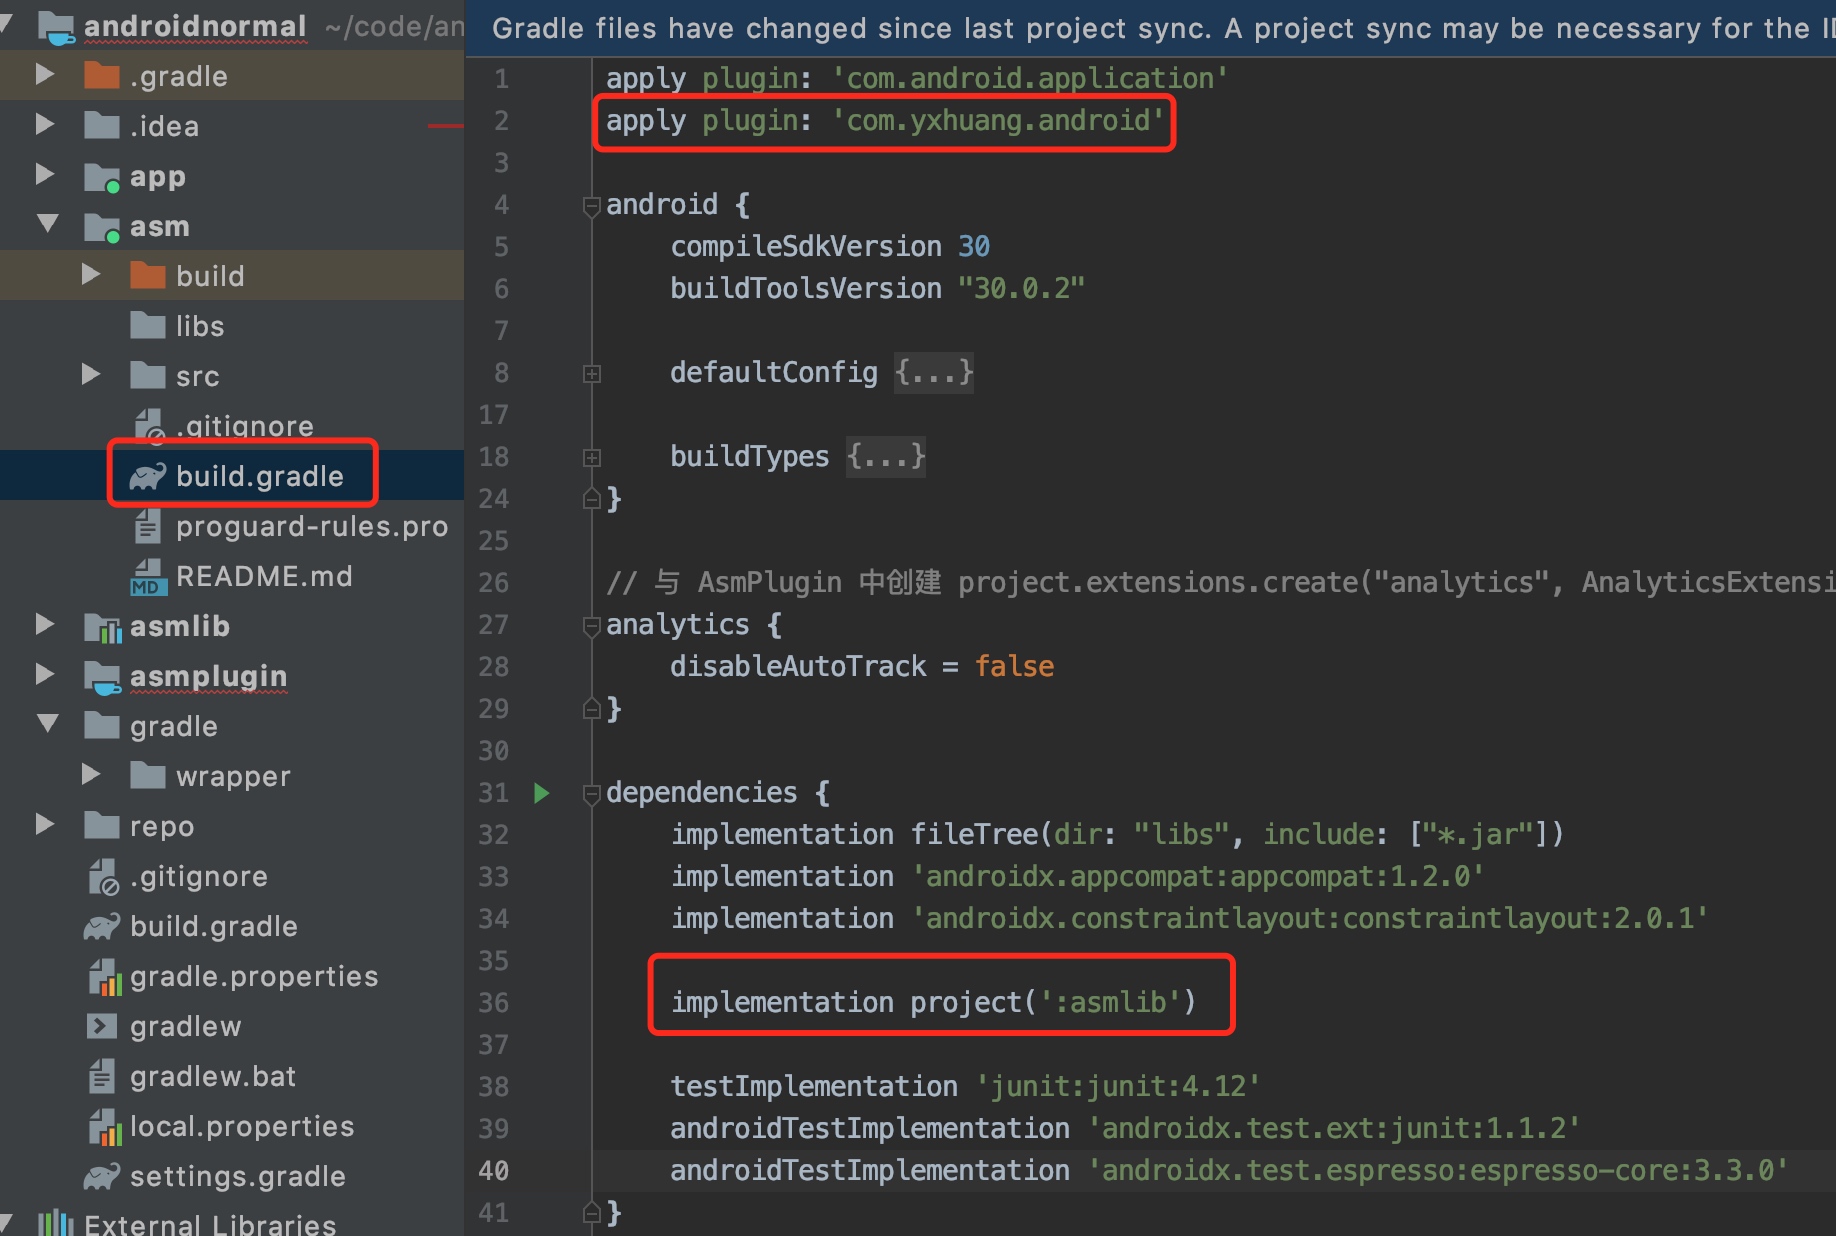 androidnormal ~/code/an
.gradle
.idea
app
asm
build
libs
src
.gitignore
build.gradle
proguard-rules.pro
MD README.md
asmlib
asmplugin
gradle
wrapper
repo
.gitignore
build.gradle
gradle.properties
gradlew
gradlew.bat
local.properties
settings.gradle
External Libraries
Gradle files have changed since last project sync. A project sync may be necessary for the
1 apply plugin: 'com.android.application'
2 apply plugin: 'com.yxhuang.android'
3
4 android {
5 compileSdkVersion 30
6 buildToolsVersion "30.0.2"
7
8 defaultConfig {...}
17
18 buildTypes {...}
24 }
25
26 // 与 AsmPlugin 中创建 project.extensions.create("analytics", AnalyticsExtensi
27 analytics {
28 disableAutoTrack = false
29 }
30
31 dependencies {
32 implementation fileTree(dir: "libs", include: ["*.jar"])
33 implementation 'androidx.appcompat:appcompat:1.2.0'
34 implementation 'androidx.constraintlayout:constraintlayout:2.0.1'
35
36 implementation project(':asmlib')
37
38 testImplementation 'junit:junit:4.12'
39 androidTestImplementation 'androidx.test.ext:junit:1.1.2'
40 androidTestImplementation 'androidx.test.espresso:espresso-core:3.3.0'
41 }